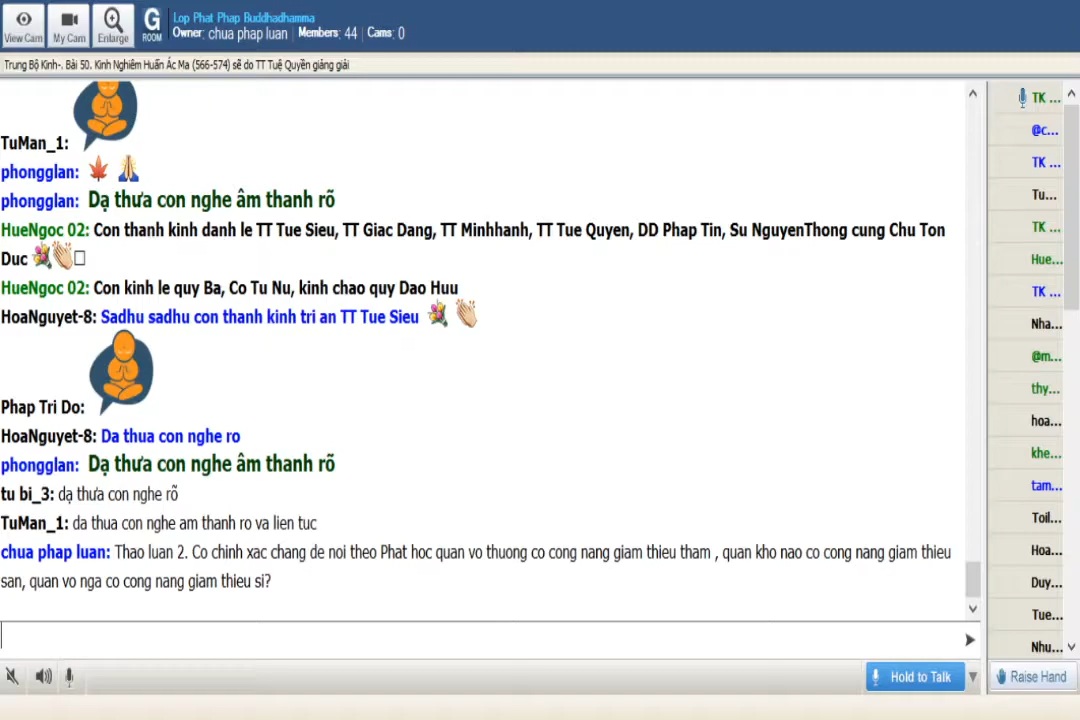 Lop Phat Phap Buddhadhamma
Owner: chua phap luan | Members: 44 | Cams: 0
View Cam My Cam Enlarge G ROOM
Trung Bộ Kinh-. Bài 50. Kinh Nghiêm Huấn Ác Ma (566-574) sẽ do TT Tuệ Quyền giảng giải
TuMan_1:
phongglan:
phongglan: Dạ thưa con nghe âm thanh rõ
HueNgoc 02: Con thanh kinh danh le TT Tue Sieu, TT Giac Dang, TT Minhhanh, TT Tue Quyen, DD Phap Tin, Su NguyenThong cung Chu Ton
Duc
HueNgoc 02: Con kinh le quy Ba, Co Tu Nu, kinh chao quy Dao Huu
HoaNguyet-8: Sadhu sadhu con thanh kinh tri an TT Tue Sieu
Phap Tri Do:
HoaNguyet-8: Da thua con nghe ro
phongglan: Dạ thưa con nghe âm thanh rõ
tu bi_3: dạ thưa con nghe rõ
TuMan_1: da thua con nghe am thanh ro va lien tuc
chua phap luan: Thao luan 2. Co chinh xac chang de noi theo Phat hoc quan vo thuong co cong nang giam thieu tham , quan kho nao co cong nang giam thieu
san, quan vo nga co cong nang giam thieu si?
TK ...
@c...
TK ...
Tu...
TK ...
Hue...
TK ...
Nha...
@m...
thy...
hoa...
khe...
tam...
Toil...
Hoa...
Duy...
Tue...
Nhu...
Hold to Talk
Raise Hand